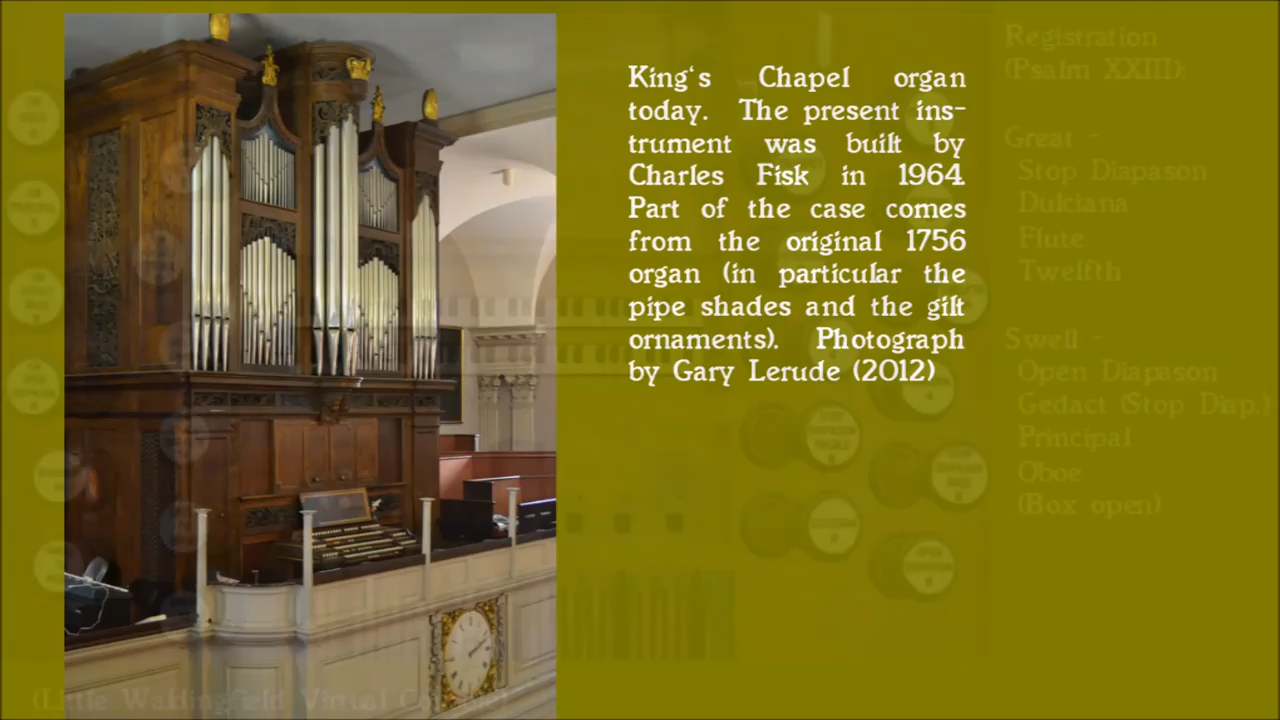 King's Chapel organ
today. The present ins-
trument was built by
Charles Fisk in 1964.
Part of the case comes
from the original 1756
organ (in particular the
pipe shades and the gilt
ornaments). Photograph
by Gary Lerude (2012)
Registration
(Psalm XXIII):
Great -
Stop Diapason
Dulciana
Flute
Twelfth
Swell -
Open Diapason
Gedact (Stop Diap.)
Principal
Oboe
(Box open)
(Little Waldingfield Virtual